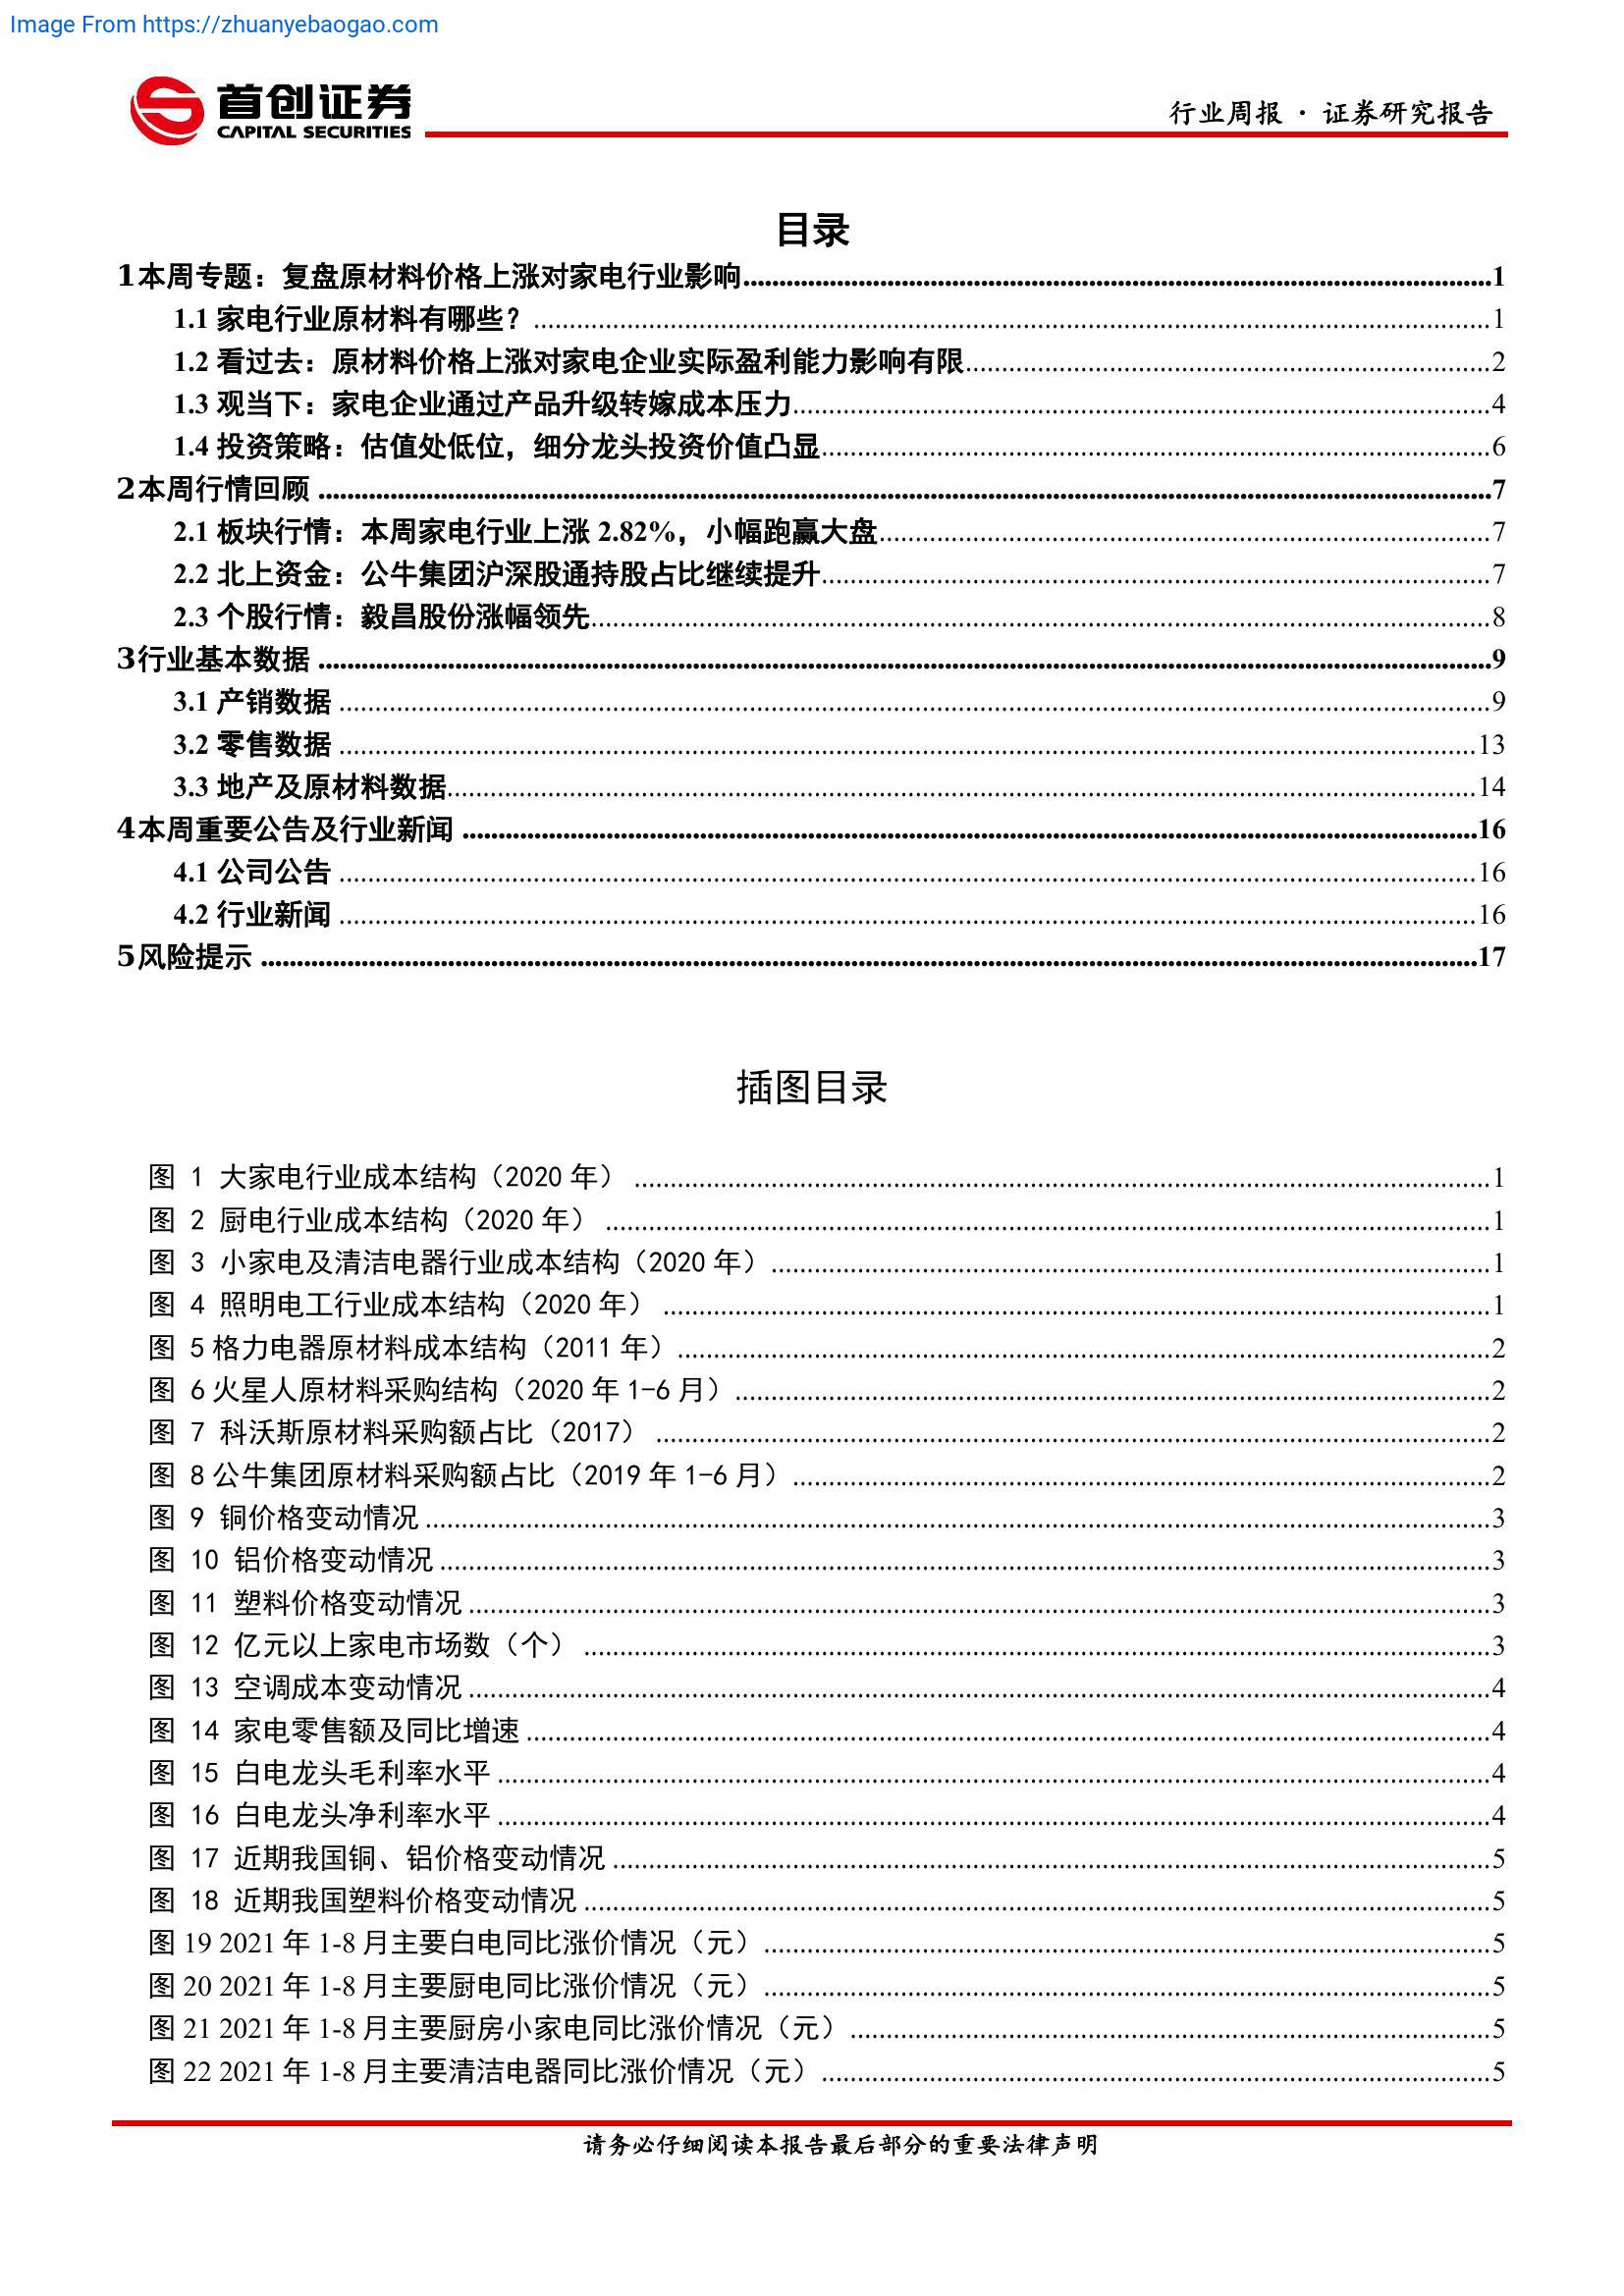 Image From https://zhuanyebaogao.com
首创证券
CAPITAL SECURITIES
行业周报 · 证券研究报告
目录
1本周专题：复盘原材料价格上涨对家电行业影响........1
1.1 家电行业原材料有哪些？........1
1.2 看过去：原材料价格上涨对家电企业实际盈利能力影响有限........2
1.3 观当下：家电企业通过产品升级转嫁成本压力........4
1.4 投资策略：估值处低位，细分龙头投资价值凸显........6
2本周行情回顾........7
2.1 板块行情：本周家电行业上涨 2.82%，小幅跑赢大盘........7
2.2 北上资金：公牛集团沪深股通持股占比继续提升........7
2.3 个股行情：毅昌股份涨幅领先........8
3行业基本数据........9
3.1 产销数据........9
3.2 零售数据........13
3.3 地产及原材料数据........14
4本周重要公告及行业新闻........16
4.1 公司公告........16
4.2 行业新闻........16
5风险提示........17
插图目录
图 1 大家电行业成本结构（2020 年）........1
图 2 厨电行业成本结构（2020 年）........1
图 3 小家电及清洁电器行业成本结构（2020 年）........1
图 4 照明电工行业成本结构（2020 年）........1
图 5 格力电器原材料成本结构（2011 年）........2
图 6 火星人原材料采购结构（2020 年 1-6 月）........2
图 7 科沃斯原材料采购额占比（2017）........2
图 8 公牛集团原材料采购额占比（2019 年 1-6 月）........2
图 9 铜价格变动情况........3
图 10 铝价格变动情况........3
图 11 塑料价格变动情况........3
图 12 亿元以上家电市场数（个）........3
图 13 空调成本变动情况........4
图 14 家电零售额及同比增速........4
图 15 白电龙头毛利率水平........4
图 16 白电龙头净利率水平........4
图 17 近期我国铜、铝价格变动情况........5
图 18 近期我国塑料价格变动情况........5
图 19 2021 年 1-8 月主要白电同比涨价情况（元）........5
图 20 2021 年 1-8 月主要厨电同比涨价情况（元）........5
图 21 2021 年 1-8 月主要厨房小家电同比涨价情况（元）........5
图 22 2021 年 1-8 月主要清洁电器同比涨价情况（元）........5
请务必仔细阅读本报告最后部分的重要法律声明